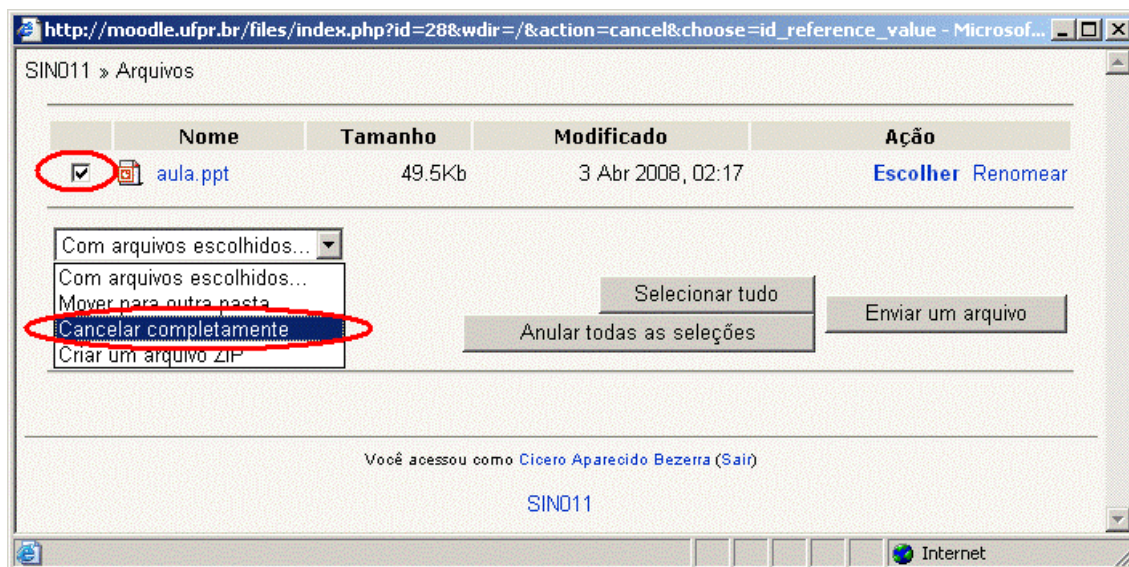 http://moodle.ufpr.br/files/index.php?id=28&wdir=/&action=cancel&choose=id_reference_value - Microsof...
SIN011 » Arquivos
Nome Tamanho Modificado Ação
aula.ppt 49.5Kb 3 Abr 2008, 02:17 Escolher Renomear
Com arquivos escolhidos...
Com arquivos escolhidos...
Mover para outra pasta
Cancelar completamente
Criar um arquivo ZIP
Selecionar tudo
Anular todas as seleções
Enviar um arquivo
Você acessou como Cicero Aparecido Bezerra (Sair)
SIN011
Internet